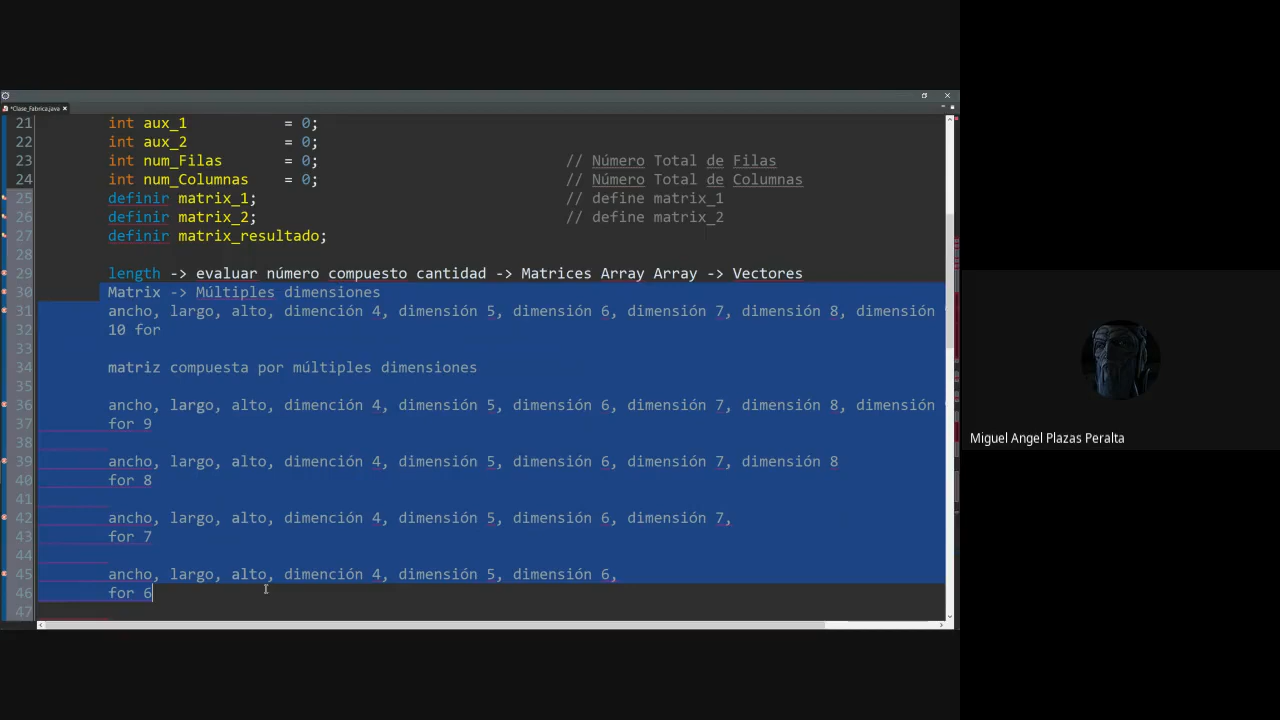 *Clase_Fabrica.java
21 int aux_1 = 0;
22 int aux_2 = 0;
23 int num_Filas = 0; // Número Total de Filas
24 int num_Columnas = 0; // Número Total de Columnas
25 definir matrix_1; // define matrix_1
26 definir matrix_2; // define matrix_2
27 definir matrix_resultado;
28
29 length -> evaluar número compuesto cantidad -> Matrices Array Array -> Vectores
30 Matrix -> Múltiples dimensiones
31 ancho, largo, alto, dimención 4, dimensión 5, dimensión 6, dimensión 7, dimensión 8, dimensión
32 10 for
33
34 matriz compuesta por múltiples dimensiones
35
36 ancho, largo, alto, dimención 4, dimensión 5, dimensión 6, dimensión 7, dimensión 8, dimensión
37 for 9
38
39 ancho, largo, alto, dimención 4, dimensión 5, dimensión 6, dimensión 7, dimensión 8
40 for 8
41
42 ancho, largo, alto, dimención 4, dimensión 5, dimensión 6, dimensión 7,
43 for 7
44
45 ancho, largo, alto, dimención 4, dimensión 5, dimensión 6,
46 for 6
47
Miguel Angel Plazas Peralta